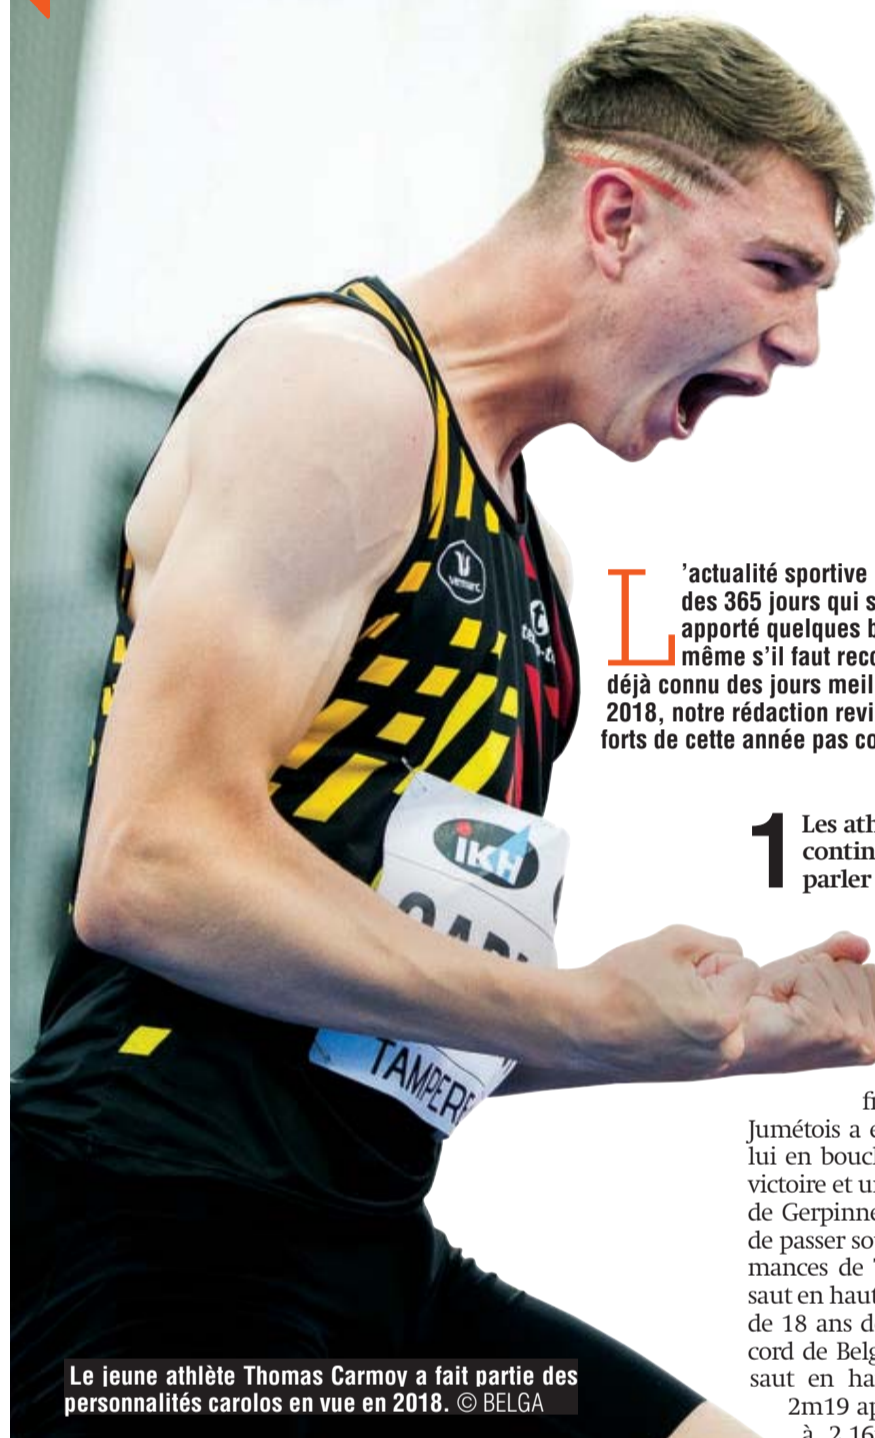 vermarc
IKH
TAMPERE
L’actualité sportive
des 365 jours qui s
apporté quelques b
même s’il faut reco
déjà connu des jours meil
2018, notre rédaction revi
forts de cette année pas co
1 Les ath
contin
parler
fr
Jumétois a e
lui en bouc
victoire et u
de Gerpinne
de passer so
mances de
saut en haut
de 18 ans d
cord de Belg
saut en ha
2m19 ap
à 2,16
Le jeune athlète Thomas Carmoy a fait partie des
personnalités carolos en vue en 2018. © BELGA